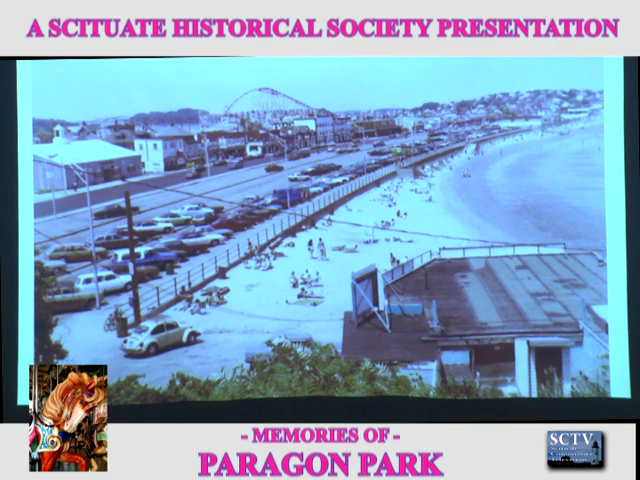 A SCITUATE HISTORICAL SOCIETY PRESENTATION
- MEMORIES OF -
PARAGON PARK
SCTV